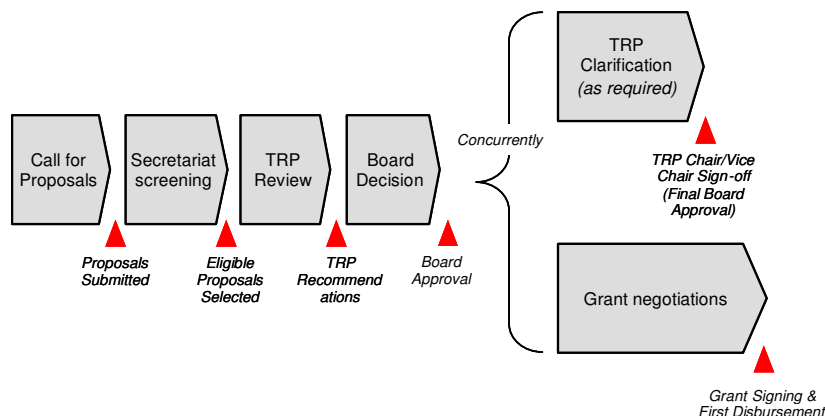 TRP
Clarification
(as required)
Concurrently
TRP Chair/Vice
Chair Sign-off
(Final Board
Approval)
Call for
Proposals
Secretariat
screening
TRP
Review
Board
Decision
Proposals
Submitted
Eligible
Proposals
Selected
TRP
Recommend
ations
Board
Approval
Grant negotiations
Grant Signing &
First Disbursement